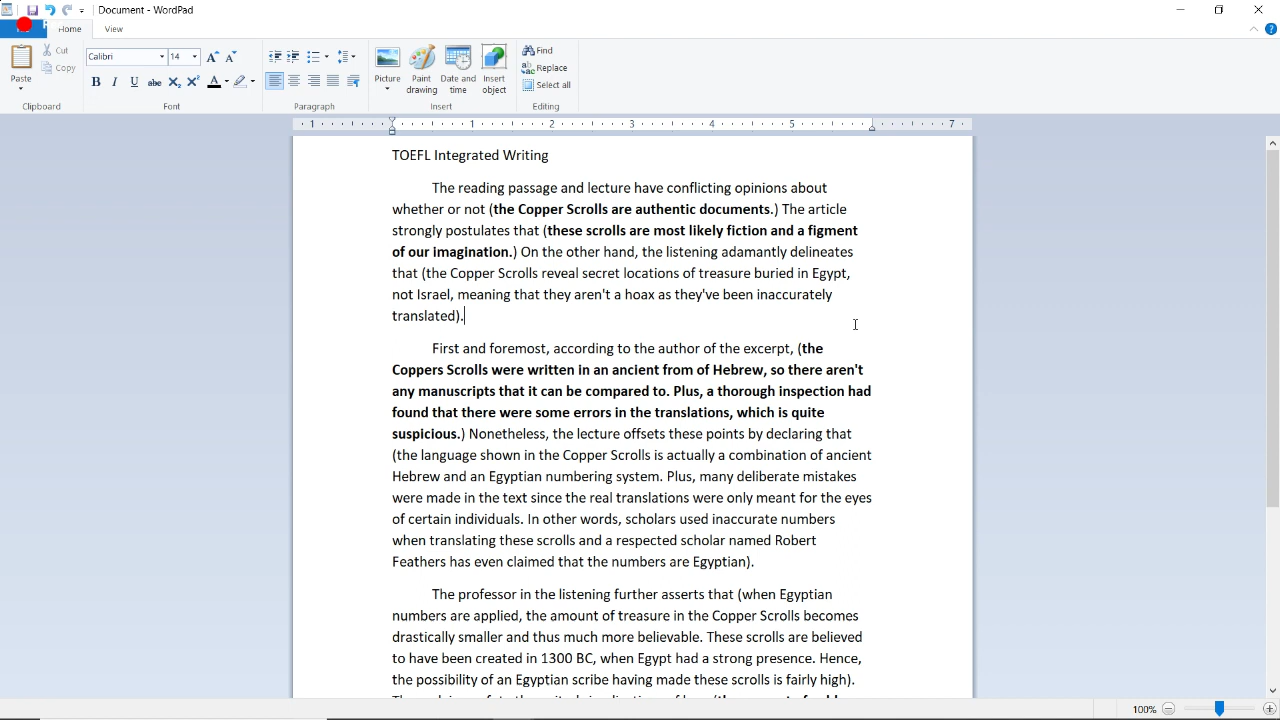 Document - WordPad
Home View
Cut
Copy
Paste
Clipboard
Calibri 14
Font
Paragraph
Picture
Paint drawing
Date and time
Insert object
Insert
Find
Replace
Select all
Editing
1 1 2 3 4 5 7
TOEFL Integrated Writing
The reading passage and lecture have conflicting opinions about
whether or not (the Copper Scrolls are authentic documents.) The article
strongly postulates that (these scrolls are most likely fiction and a figment
of our imagination.) On the other hand, the listening adamantly delineates
that (the Copper Scrolls reveal secret locations of treasure buried in Egypt,
not Israel, meaning that they aren't a hoax as they've been inaccurately
translated).
First and foremost, according to the author of the excerpt, (the
Coppers Scrolls were written in an ancient from of Hebrew, so there aren't
any manuscripts that it can be compared to. Plus, a thorough inspection had
found that there were some errors in the translations, which is quite
suspicious.) Nonetheless, the lecture offsets these points by declaring that
(the language shown in the Copper Scrolls is actually a combination of ancient
Hebrew and an Egyptian numbering system. Plus, many deliberate mistakes
were made in the text since the real translations were only meant for the eyes
of certain individuals. In other words, scholars used inaccurate numbers
when translating these scrolls and a respected scholar named Robert
Feathers has even claimed that the numbers are Egyptian).
The professor in the listening further asserts that (when Egyptian
numbers are applied, the amount of treasure in the Copper Scrolls becomes
drastically smaller and thus much more believable. These scrolls are believed
to have been created in 1300 BC, when Egypt had a strong presence. Hence,
the possibility of an Egyptian scribe having made these scrolls is fairly high).
100%